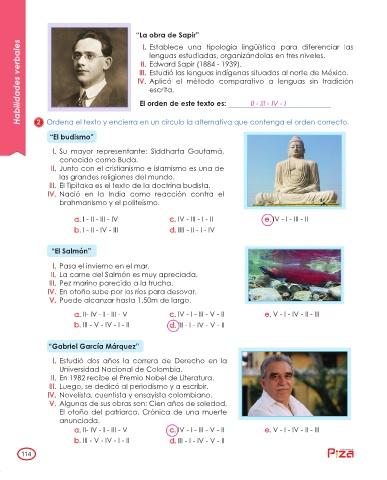 Habilidades verbales
"La obra de Sapir"
I. Establece una tipología lingüística para diferenciar las
lenguas estudiadas, organizándolas en tres niveles.
II. Edward Sapir (1884 - 1939).
III. Estudió las lenguas indígenas situadas al norte de México.
IV. Aplicó el método comparativo a lenguas sin tradición
escrita.
El orden de este texto es: II - III - IV - I
2 Ordena el texto y encierra en un círculo la alternativa que contenga el orden correcto.
"El budismo"
I. Su mayor representante: Siddharta Gautamá,
conocido como Buda.
II. Junto con el cristianismo e islamismo es una de
las grandes religiones del mundo.
III. El Tipitaka es el texto de la doctrina budista.
IV. Nació en la India como reacción contra el
brahmanismo y el politeísmo.
a. I - II - III - IV c. IV - III - I - II e. IV - I - III - II
b. I - II - IV - III d. IIII - II - I - IV
"El Salmón"
I. Pasa el invierno en el mar.
II. La carne del Salmón es muy apreciada.
III. Pez marino parecido a la trucha.
IV. En otoño sube por los ríos para desovar.
V. Puede alcanzar hasta 1.50m de largo.
a. II- IV - II - III - V c. IV - I - III - V - II e. V - I - IV - II - III
b. III - V - IV - I - II d. III - I - IV - V - II
"Gabriel García Márquez"
I. Estudió dos años la carrera de Derecho en la
Universidad Nacional de Colombia.
II. En 1982 recibe el Premio Nobel de Literatura.
III. Luego, se dedicó al periodismo y a escribir.
IV. Novelista, cuentista y ensayista colombiano.
V. Algunas de sus obras son: Cien años de soledad,
El otoño del patriarca, Crónica de una muerte
anunciada.
a. II- IV - II - III - V c. IV - I - III - V - II e. V - I - IV - II - III
b. III - V - IV - I - II d. III - I - IV - V - II
114